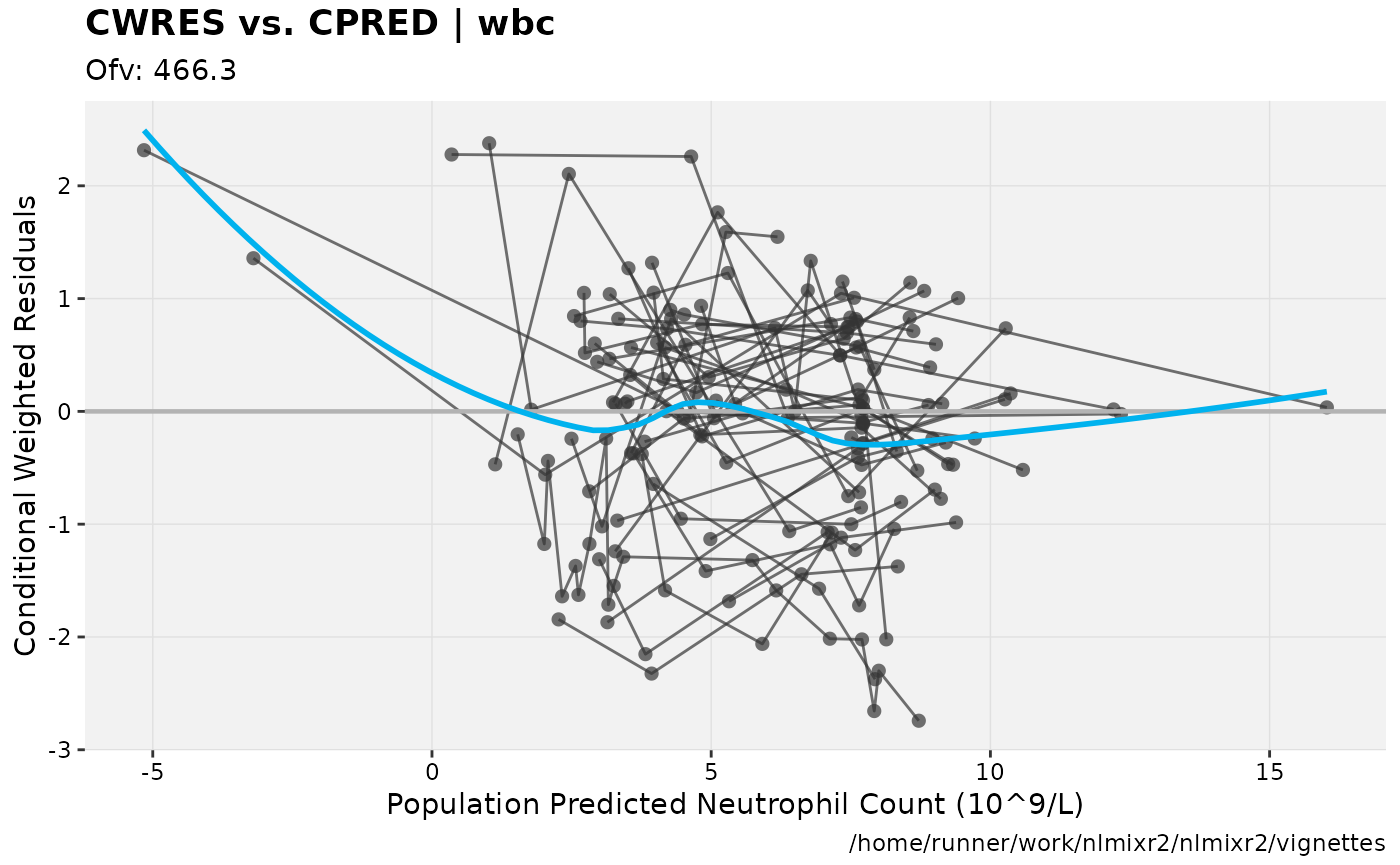 CWRES vs. CPRED | wbc
Ofv: 466.3
Conditional Weighted Residuals
2
1
0
-1
-2
-3
-5
0
5
10
15
Population Predicted Neutrophil Count (10^9/L)
/home/runner/work/nlmixr2/nlmixr2/vignettes